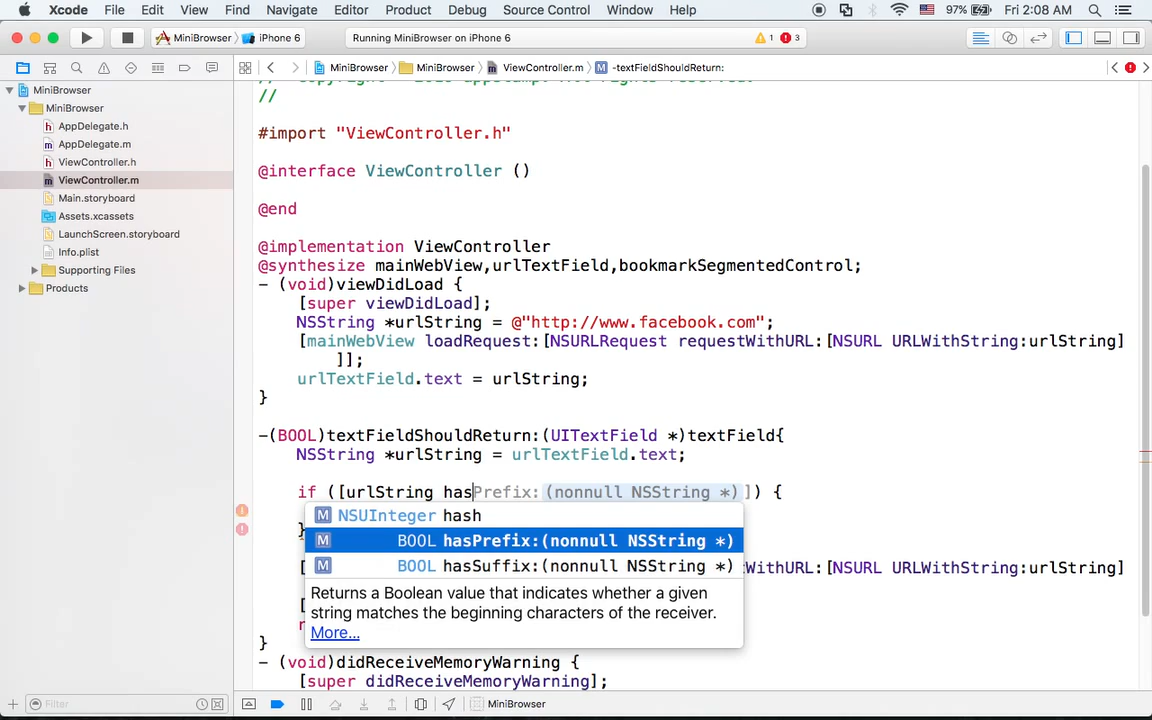 Xcode File Edit View Find Navigate Editor Product Debug Source Control Window Help 97% Fri 2:08 AM
MiniBrowser iPhone 6 Running MiniBrowser on iPhone 6 1 3
MiniBrowser MiniBrowser ViewController.m -textFieldShouldReturn:
MiniBrowser
MiniBrowser
AppDelegate.h
AppDelegate.m
ViewController.h
ViewController.m
Main.storyboard
Assets.xcassets
LaunchScreen.storyboard
Info.plist
Supporting Files
Products
//
#import "ViewController.h"
@interface ViewController ()
@end
@implementation ViewController
@synthesize mainWebView,urlTextField,bookmarkSegmentedControl;
- (void)viewDidLoad {
[super viewDidLoad];
NSString *urlString = @"http://www.facebook.com";
[mainWebView loadRequest:[NSURLRequest requestWithURL:[NSURL URLWithString:urlString]
]];
urlTextField.text = urlString;
}
-(BOOL)textFieldShouldReturn:(UITextField *)textField{
NSString *urlString = urlTextField.text;
if ([urlString hasPrefix:(nonnull NSString *)]) {
M NSUInteger hash
}
M BOOL hasPrefix:(nonnull NSString *)
M BOOL hasSuffix:(nonnull NSString *)
[ WithURL:[NSURL URLWithString:urlString]
Returns a Boolean value that indicates whether a given
string matches the beginning characters of the receiver.
More...
[
r
}
- (void)didReceiveMemoryWarning {
[super didReceiveMemoryWarning];
Filter MiniBrowser